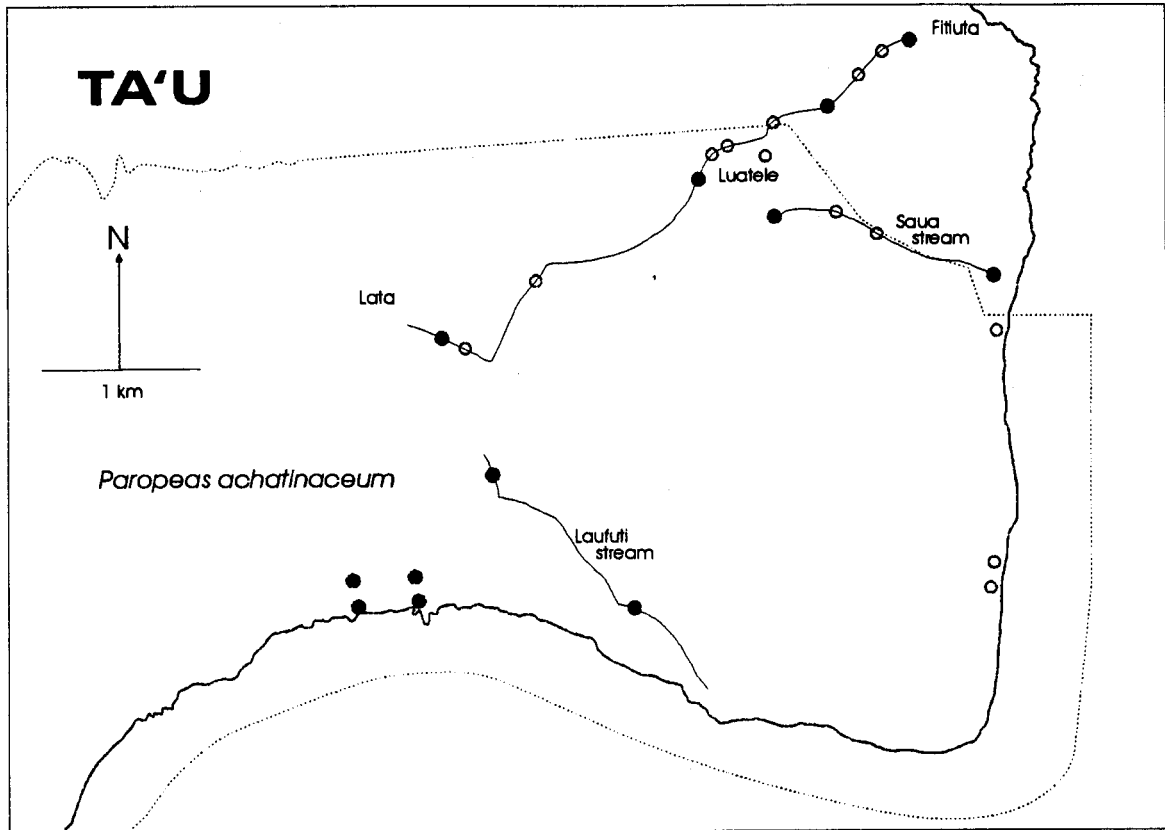 TA'U
Fitiuta
Luatele
Saua
stream
N
Lata
1 km
Paropeas achatinaceum
Laufuti
stream